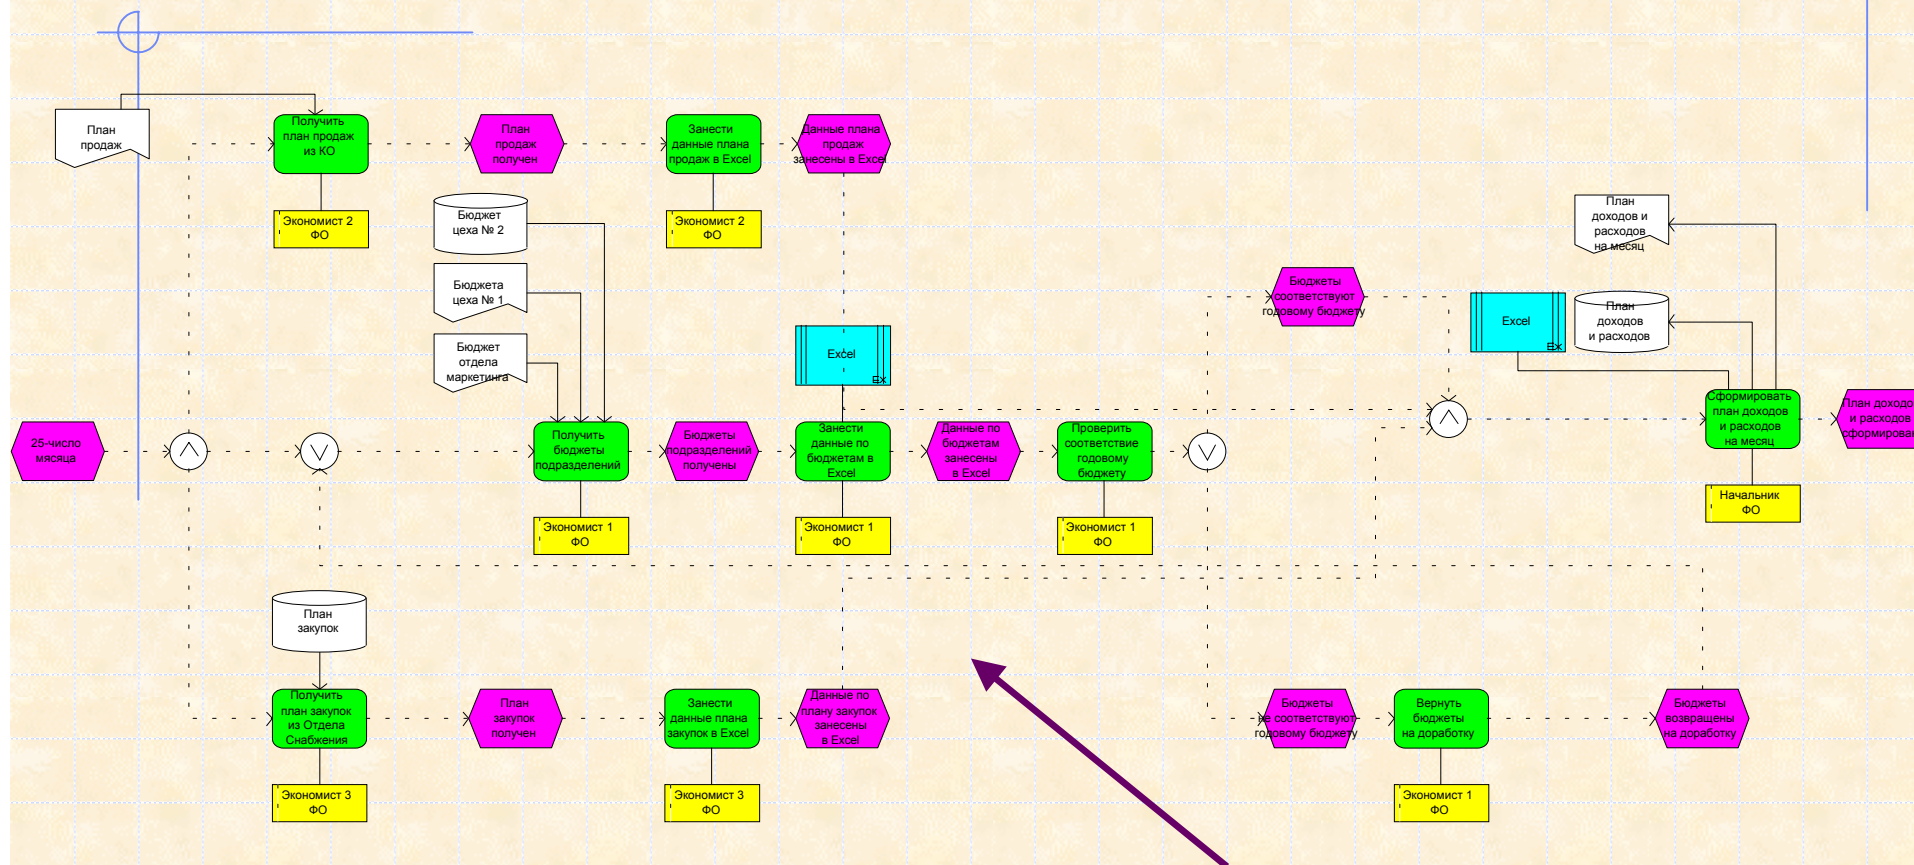 План
продаж
Получить
план продаж
из КО
План
продаж
получен
Занести
данные плана
продаж в Excel
Данные плана
продаж
занесены в Excel
Экономист 2
ФО
Бюджет
цеха № 2
Экономист 2
ФО
План
доходов и
расходов
на месяц
Бюджета
цеха № 1
Бюджеты
соответствуют
годовому бюджету
Excel
План
доходов
и расходов
Бюджет
отдела
маркетинга
Excel
25-число
мясяца
Получить
бюджеты
подразделений
Бюджеты
подразделений
получены
Занести
данные по
бюджетам в
Excel
Данные по
бюджетам
занесены
в Excel
Проверить
соответствие
годовому
бюджету
Сформировать
план доходов
и расходов
на месяц
План доходо
и расходов
сформирова
Экономист 1
ФО
Экономист 1
ФО
Экономист 1
ФО
Начальник
ФО
План
закупок
Получить
план закупок
из Отдела
Снабжения
План
закупок
получен
Занести
данные плана
закупок в Excel
Данные по
плану закупок
занесены
в Excel
Бюджеты
не соответствуют
годовому бюджету
Вернуть
бюджеты
на доработку
Бюджеты
возвращены
на доработку
Экономист 3
ФО
Экономист 3
ФО
Экономист 1
ФО